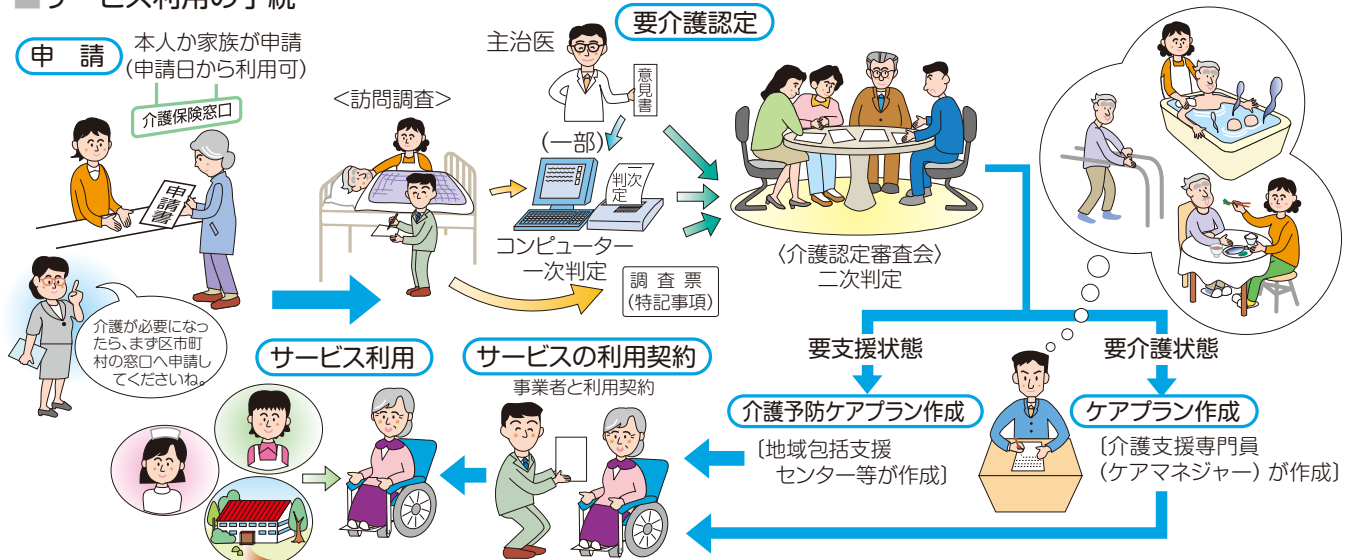 ■サービス利用の手続
申　請
本人か家族が申請
(申請日から利用可)
介護保険窓口
申請書
介護が必要になっ
たら、まず区市町
村の窓口へ申請し
てくださいね。
<訪問調査>
要介護認定
主治医
意見書
(一部)
判次
定
コンピューター
一次判定
調 査 票
(特記事項)
〈介護認定審査会〉
二次判定
要支援状態
要介護状態
介護予防ケアプラン作成
〔地域包括支援
センター等が作成〕
ケアプラン作成
〔介護支援専門員
(ケアマネジャー) が作成〕
サービスの利用契約
事業者と利用契約
サービス利用